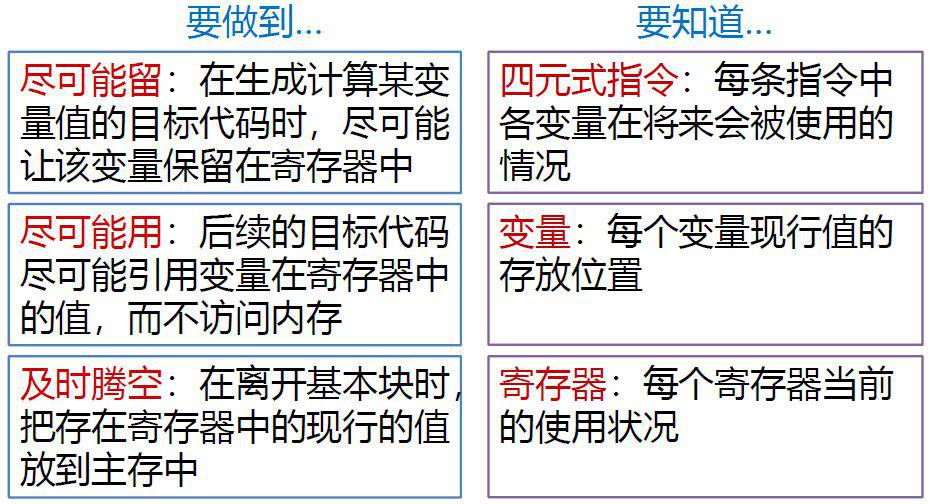 要做到...
尽可能留：在生成计算某变
量值的目标代码时，尽可能
让该变量保留在寄存器中
尽可能用：后续的目标代码
尽可能引用变量在寄存器中
的值，而不访问内存
及时腾空：在离开基本块时，
把存在寄存器中的现行的值
放到主存中
要知道...
四元式指令：每条指令中
各变量在将来会被使用的
情况
变量：每个变量现行值的
存放位置
寄存器：每个寄存器当前
的使用状况